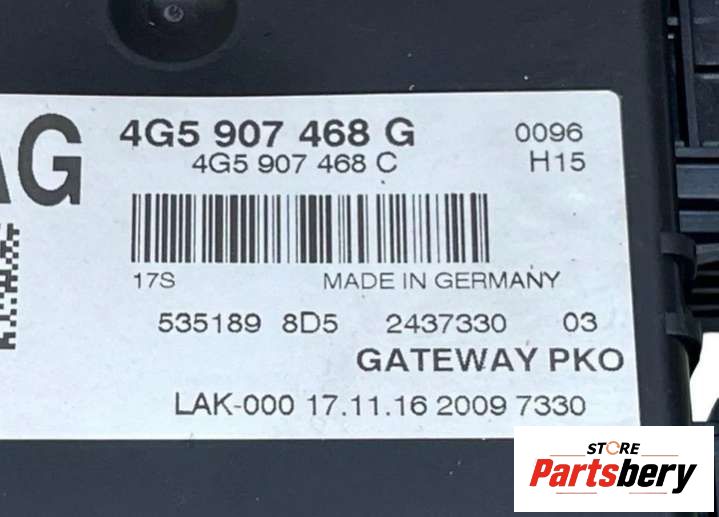 AG
4G5 907 468 G 0096
4G5 907 468 C H15
17S MADE IN GERMANY
535189 8D5 2437330 03
GATEWAY PKO
LAK-000 17.11.16 2009 7330
STORE
Partsbery